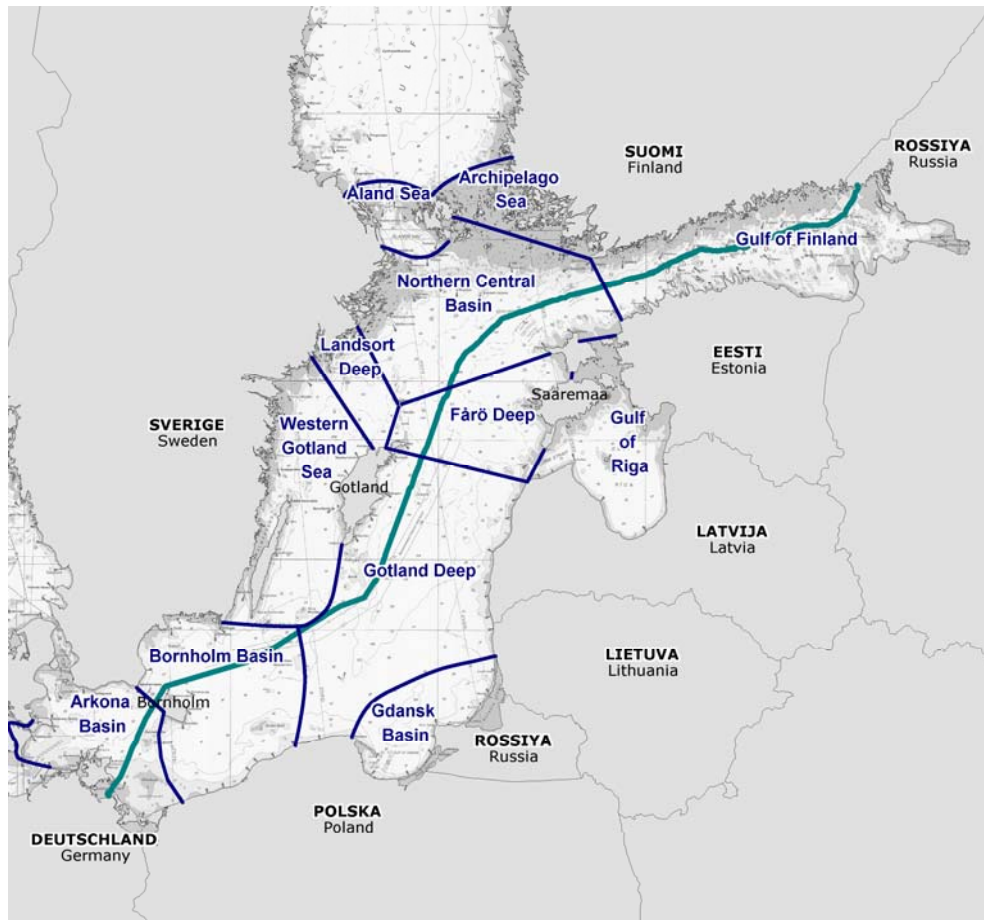 SUOMI
Finland
ROSSIYA
Russia
Aland Sea
Archipelago
Sea
Gulf of Finland
Northern Central
Basin
Landsort
Deep
EESTI
Estonia
Saaremaa
Fårö Deep
Gulf
of
Riga
SVERIGE
Sweden
Western
Gotland
Sea
Gotland
LATVIJA
Latvia
Gotland Deep
Bornholm Basin
LIETUVA
Lithuania
Arkona
Basin
Bornholm
Gdansk
Basin
ROSSIYA
Russia
POLSKA
Poland
DEUTSCHLAND
Germany